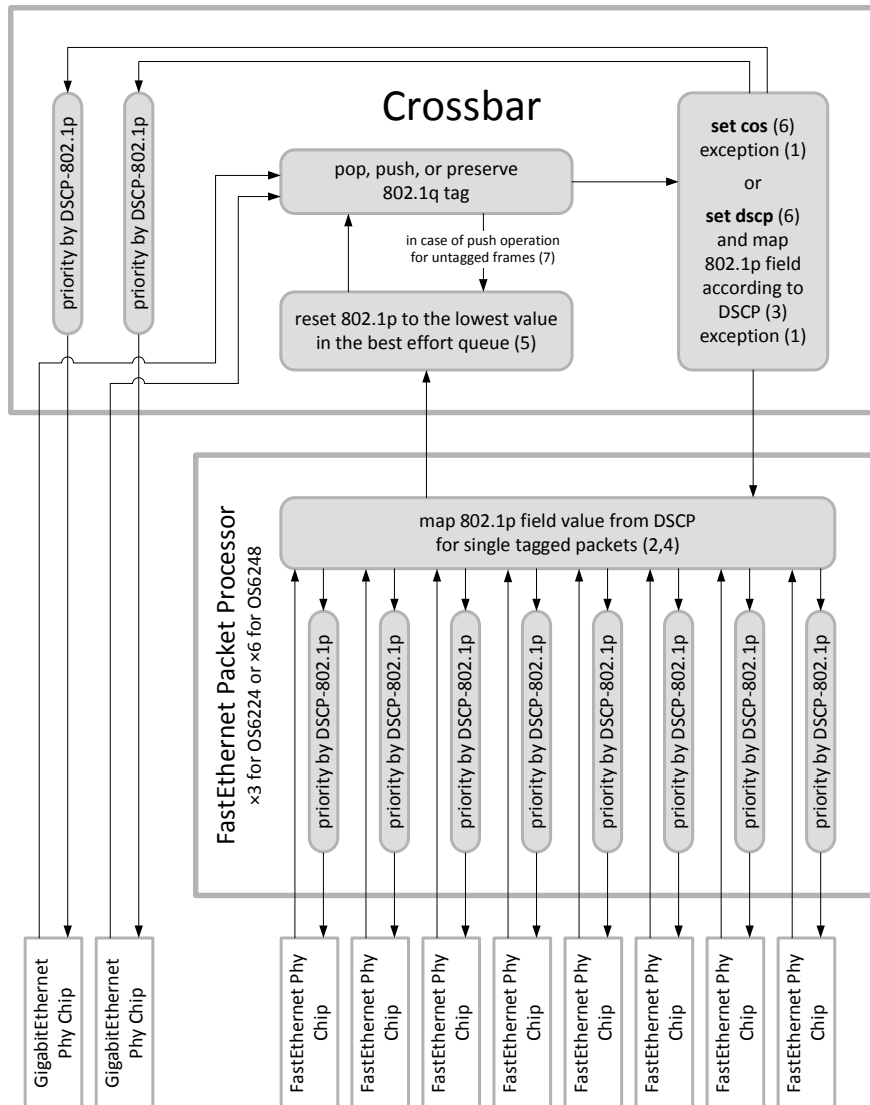 Crossbar
priority by DSCP-802.1p
priority by DSCP-802.1p
pop, push, or preserve
802.1q tag
in case of push operation
for untagged frames (7)
reset 802.1p to the lowest value
in the best effort queue (5)
set cos (6)
exception (1)
or
set dscp (6)
and map
802.1p field
according to
DSCP (3)
exception (1)
FastEthernet Packet Processor
×3 for OS6224 or ×6 for OS6248
map 802.1p field value from DSCP
for single tagged packets (2,4)
priority by DSCP-802.1p
priority by DSCP-802.1p
priority by DSCP-802.1p
priority by DSCP-802.1p
priority by DSCP-802.1p
priority by DSCP-802.1p
priority by DSCP-802.1p
priority by DSCP-802.1p
GigabitEthernet
Phy Chip
GigabitEthernet
Phy Chip
FastEthernet Phy
Chip
FastEthernet Phy
Chip
FastEthernet Phy
Chip
FastEthernet Phy
Chip
FastEthernet Phy
Chip
FastEthernet Phy
Chip
FastEthernet Phy
Chip
FastEthernet Phy
Chip